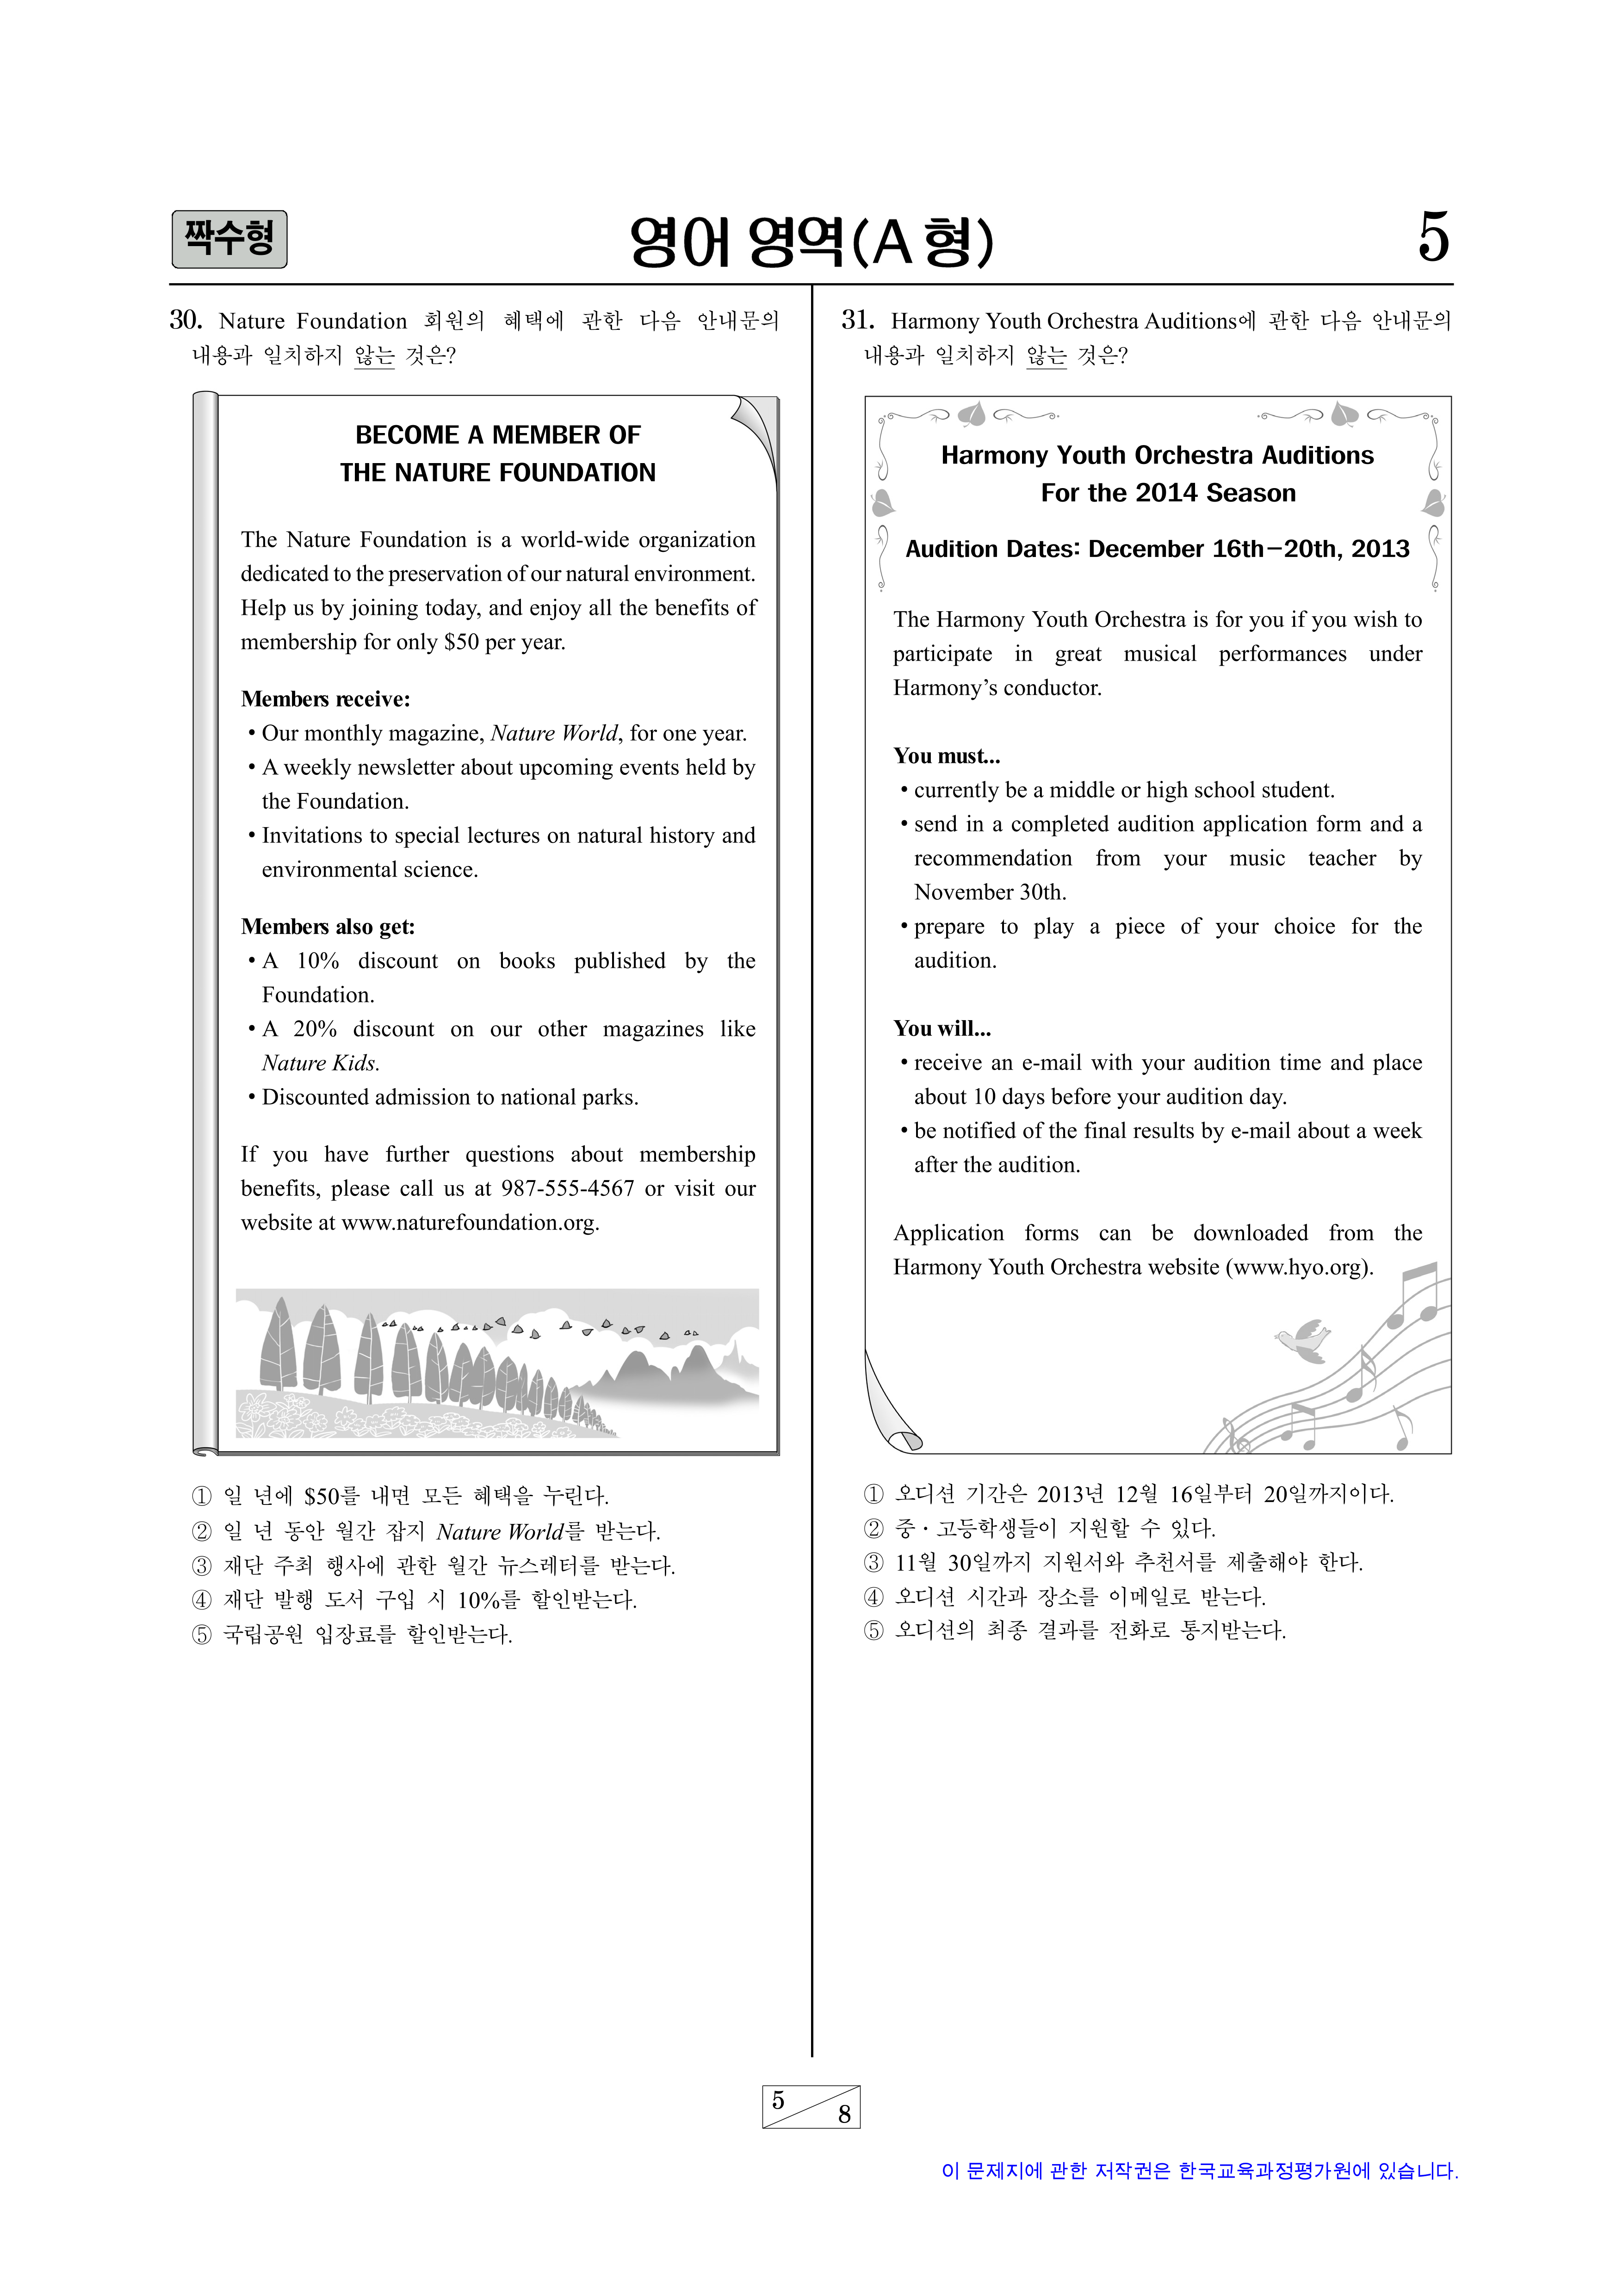 짝수형
영어 영역(A 형)
5
30. Nature Foundation 회원의 혜택에 관한 다음 안내문의
내용과 일치하지 않는 것은?
BECOME A MEMBER OF
THE NATURE FOUNDATION
The Nature Foundation is a world-wide organization
dedicated to the preservation of our natural environment.
Help us by joining today, and enjoy all the benefits of
membership for only $50 per year.
Members receive:
• Our monthly magazine, Nature World, for one year.
• A weekly newsletter about upcoming events held by
the Foundation.
• Invitations to special lectures on natural history and
environmental science.
Members also get:
• A 10% discount on books published by the
Foundation.
• A 20% discount on our other magazines like
Nature Kids.
• Discounted admission to national parks.
If you have further questions about membership
benefits, please call us at 987-555-4567 or visit our
website at www.naturefoundation.org.
① 일 년에 $50를 내면 모든 혜택을 누린다.
② 일 년 동안 월간 잡지 Nature World를 받는다.
③ 재단 주최 행사에 관한 월간 뉴스레터를 받는다.
④ 재단 발행 도서 구입 시 10%를 할인받는다.
⑤ 국립공원 입장료를 할인받는다.
31. Harmony Youth Orchestra Auditions에 관한 다음 안내문의
내용과 일치하지 않는 것은?
Harmony Youth Orchestra Auditions
For the 2014 Season
Audition Dates: December 16th-20th, 2013
The Harmony Youth Orchestra is for you if you wish to
participate in great musical performances under
Harmony's conductor.
You must...
• currently be a middle or high school student.
• send in a completed audition application form and a
recommendation from your music teacher by
November 30th.
• prepare to play a piece of your choice for the
audition.
You will...
• receive an e-mail with your audition time and place
about 10 days before your audition day.
• be notified of the final results by e-mail about a week
after the audition.
Application forms can be downloaded from the
Harmony Youth Orchestra website (www.hyo.org).
① 오디션 기간은 2013년 12월 16일부터 20일까지이다.
② 중・고등학생들이 지원할 수 있다.
③ 11월 30일까지 지원서와 추천서를 제출해야 한다.
④ 오디션 시간과 장소를 이메일로 받는다.
⑤ 오디션의 최종 결과를 전화로 통지받는다.
5
8
이 문제지에 관한 저작권은 한국교육과정평가원에 있습니다.